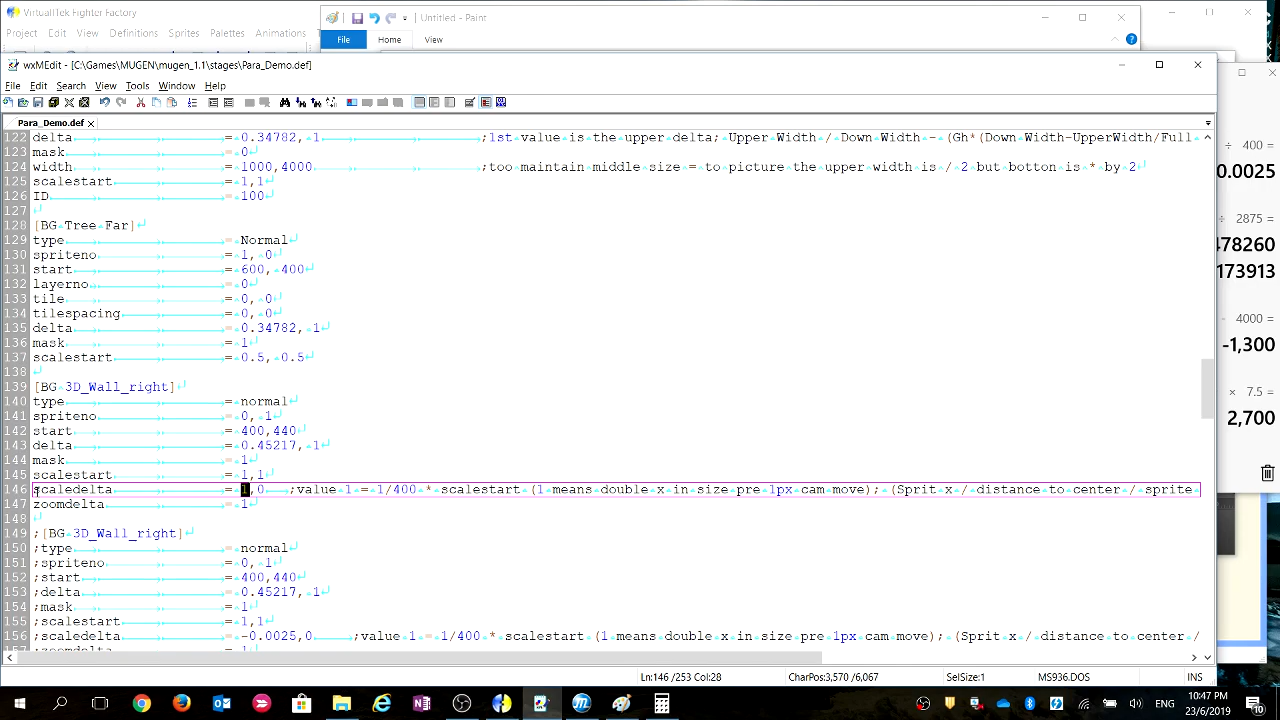 VirtuallTek Fighter Factory
Project Edit View Definitions Sprites Palettes Animations
Untitled - Paint
File Home View
wxMEdit - [C:\Games\MUGEN\mugen_1.1\stages\Para_Demo.def]
File Edit Search View Tools Options Window Help
Para_Demo.def
122 delta = 0.34782, 1 ;1st value is the upper delta; Upper Width / Down Width - (Gh*(Down Width-UpperWidth/Full
123 mask = 0
124 width = 1000,4000 ;too maintain middle size = to picture the upper width is / 2 but botton is * by 2
125 scalestart = 1,1
126 ID = 100
127
128 [BG Tree Far]
129 type = Normal
130 spriteno = 1, 0
131 start = 600, 400
132 layerno = 0
133 tile = 0, 0
134 tilespacing = 0, 0
135 delta = 0.34782, 1
136 mask = 1
137 scalestart = 0.5, 0.5
138
139 [BG 3D_Wall_right]
140 type = normal
141 spriteno = 0, 1
142 start = 400,440
143 delta = 0.45217, 1
144 mask = 1
145 scalestart = 1,1
146 scaledelta = 1,0 ;value 1 = 1/400 * scalestart (1 means double x in size pre 1px cam move); (Sprit x / distance to center / sprite
147 zoomdelta = 1
148
149 ;[BG 3D_Wall_right]
150 ;type = normal
151 ;spriteno = 0, 1
152 ;start = 400,440
153 ;delta = 0.45217, 1
154 ;mask = 1
155 ;scalestart = 1,1
156 ;scaledelta = -0.0025,0 ;value 1 = 1/400 * scalestart (1 means double x in size pre 1px cam move); (Sprit x / distance to center /
÷ 400 =
0.0025
÷ 2875 =
478260
173913
- 4000 =
-1,300
× 7.5 =
2,700
Ln:146 /253 Col:28 CharPos:3,570 /6,067 SelSize:1 MS936.DOS INS
10:47 PM
23/6/2019